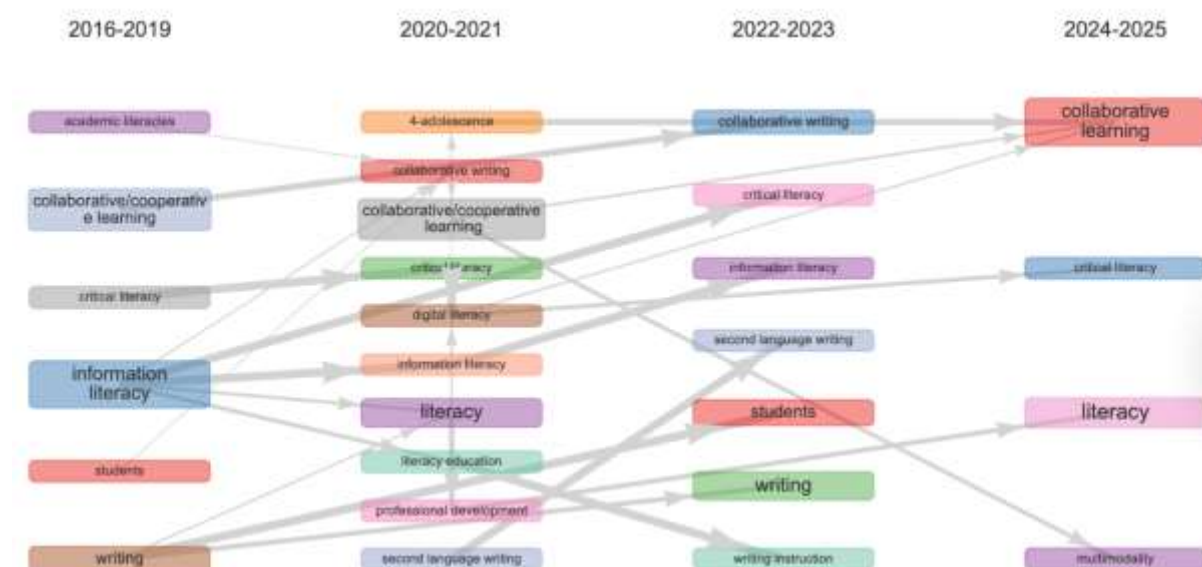 2016-2019
2020-2021
2022-2023
2024-2025
academic literacies
collaborative/cooperativ
e learning
critical literacy
information
literacy
students
writing
4-adolescence
collaborative writing
collaborative/cooperative
learning
critical literacy
digital literacy
information literacy
literacy
literacy education
professional development
second language writing
collaborative writing
critical literacy
information literacy
second language writing
students
writing
writing instruction
collaborative
learning
critical literacy
literacy
multimodality